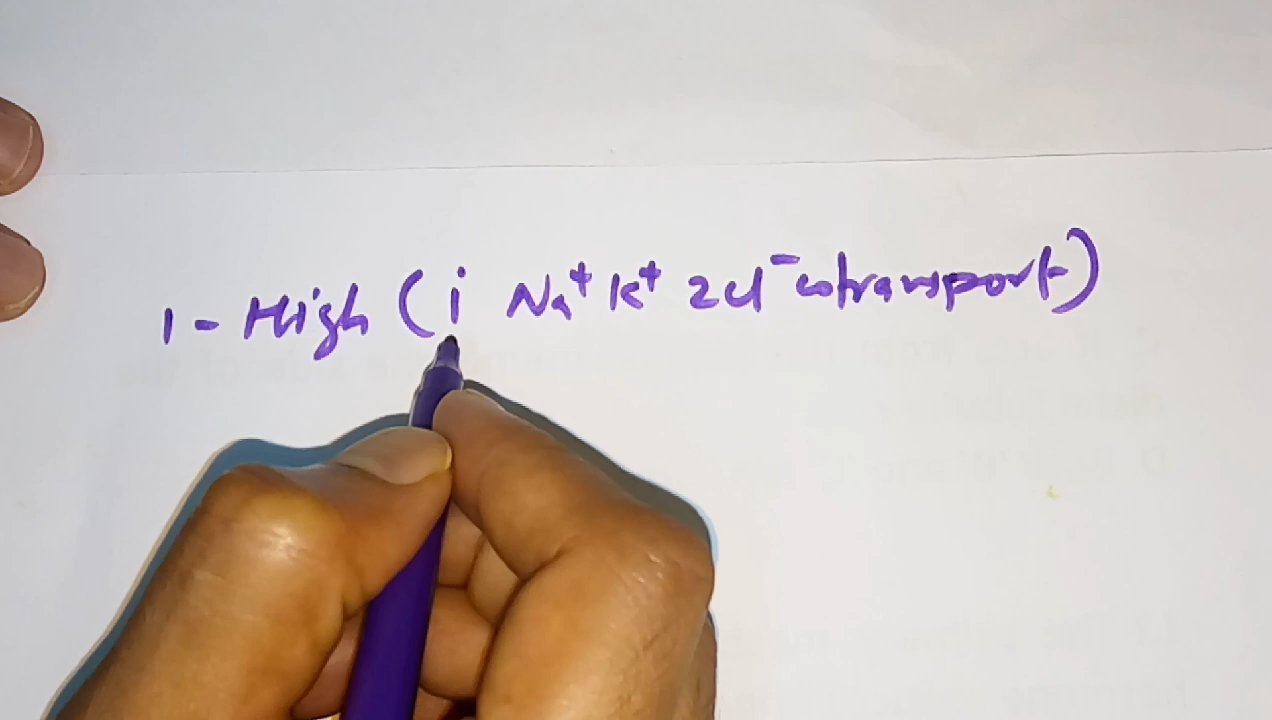 1 - High (i Na⁺ K⁺ 2Cl⁻ cotransport)